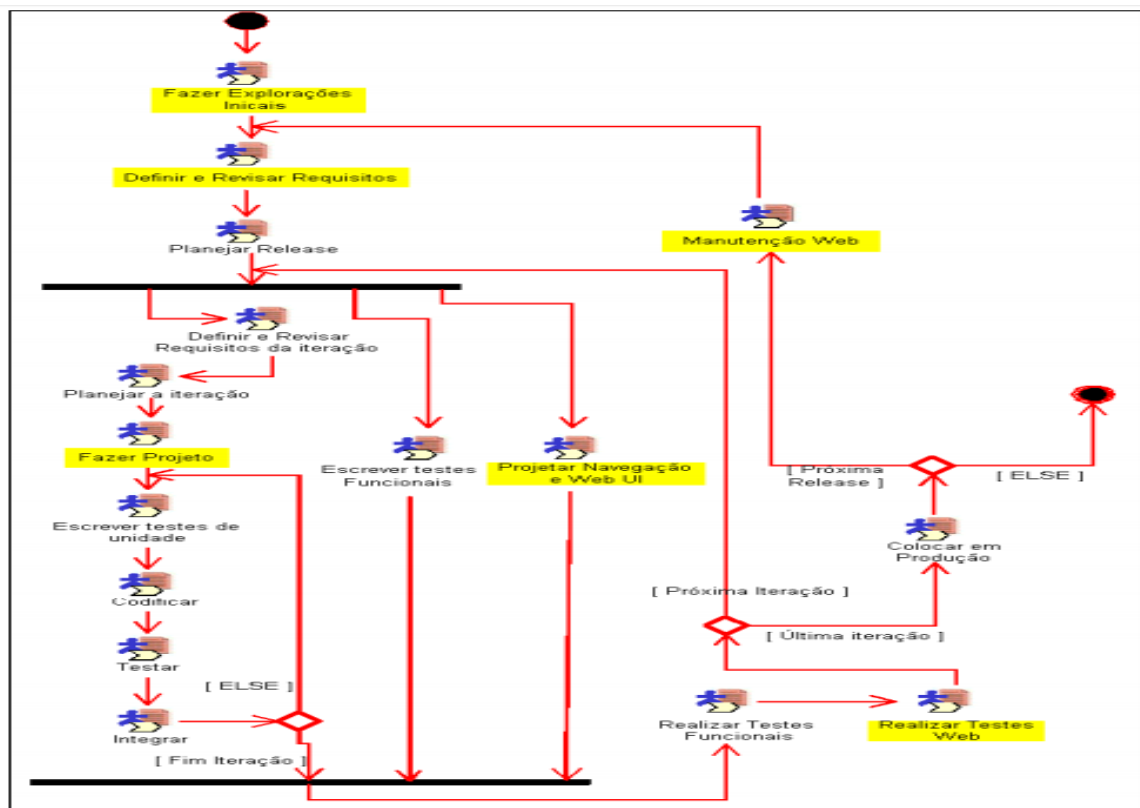 Fazer Explorações
Inicais
Definir e Revisar Requisitos
Planejar Release
Manutenção Web
Definir e Revisar
Requisitos da iteração
Planejar a iteração
Fazer Projeto
Escrever testes
Funcionais
Projetar Navegação
e Web UI
[ Próxima
Release ]
[ ELSE ]
Escrever testes de
unidade
Colocar em
Produção
Codificar
[ Próxima Iteração ]
[ Última iteração ]
Testar
[ ELSE ]
Integrar
Realizar Testes
Funcionais
Realizar Testes
Web
[ Fim Iteração ]